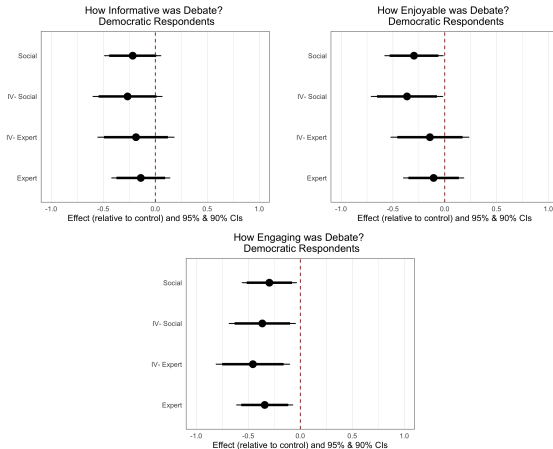 How Informative was Debate?
Democratic Respondents
Social
IV- Social
IV- Expert
Expert
-1.0 -0.5 0.0 0.5 1.0
Effect (relative to control) and 95% & 90% CIs
How Enjoyable was Debate?
Democratic Respondents
Social
IV- Social
IV- Expert
Expert
-1.0 -0.5 0.0 0.5 1.0
Effect (relative to control) and 95% & 90% CIs
How Engaging was Debate?
Democratic Respondents
Social
IV- Social
IV- Expert
Expert
-1.0 -0.5 0.0 0.5 1.0
Effect (relative to control) and 95% & 90% CIs